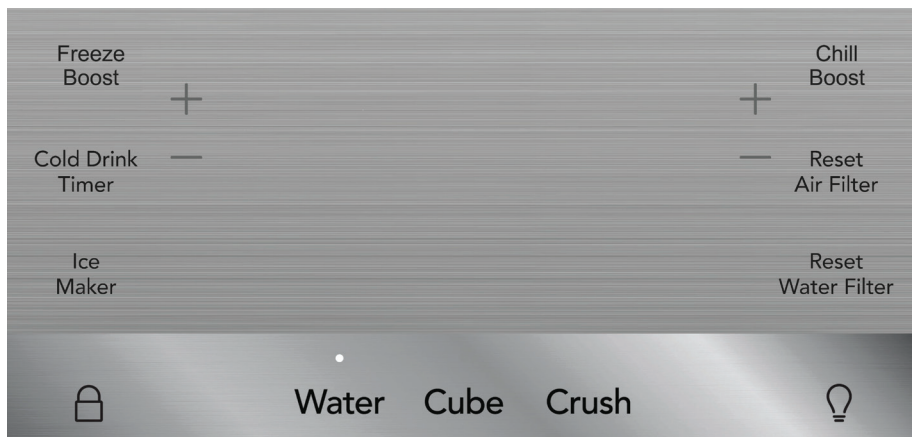 Freeze
Boost
Chill
Boost
+
+
Cold Drink
Timer
−
−
Reset
Air Filter
Ice
Maker
Reset
Water Filter
Water Cube Crush